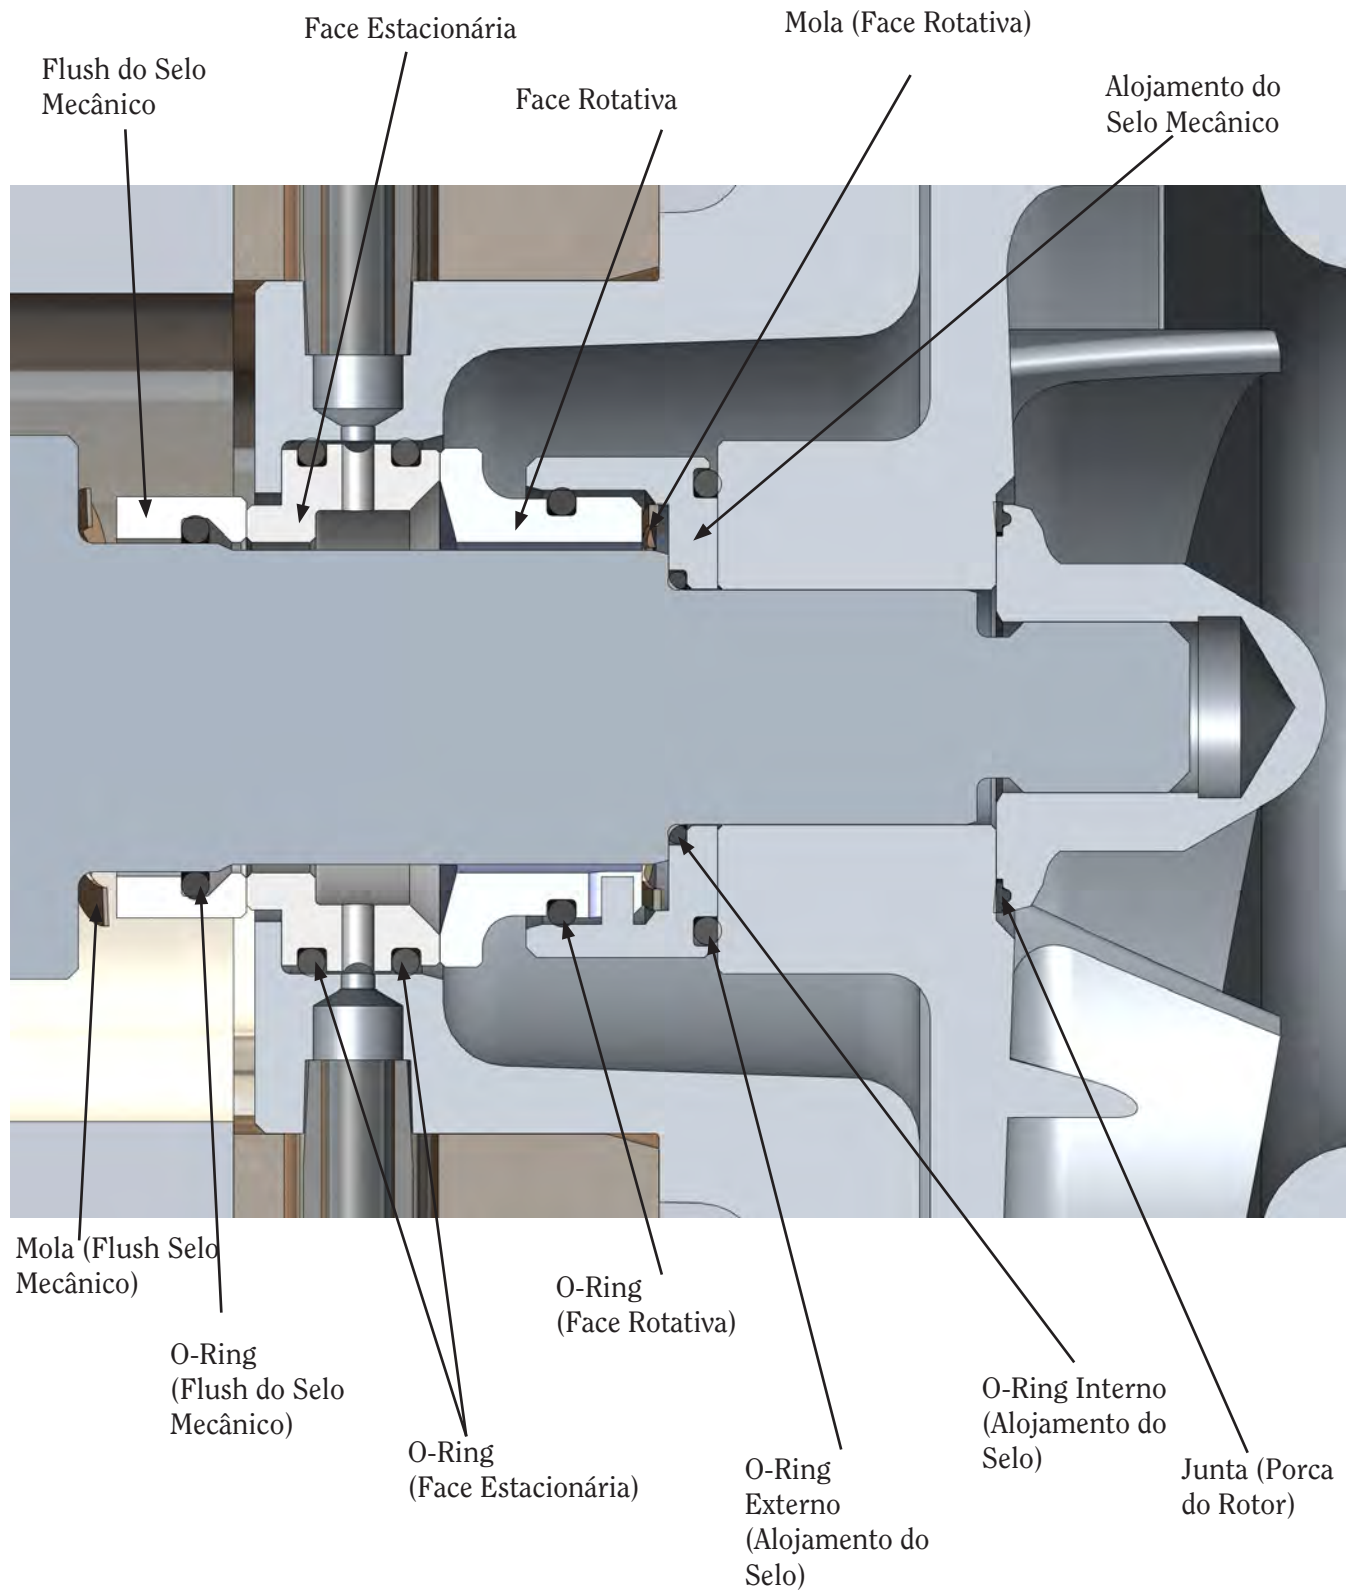 Mola (Face Rotativa)
Face Estacionária
Flush do Selo
Mecânico
Face Rotativa
Alojamento do
Selo Mecânico
Mola (Flush Selo
Mecânico)
O-Ring
(Face Rotativa)
O-Ring
(Flush do Selo
Mecânico)
O-Ring Interno
(Alojamento do
Selo)
O-Ring
(Face Estacionária)
O-Ring
Externo
(Alojamento do
Selo)
Junta (Porca
do Rotor)